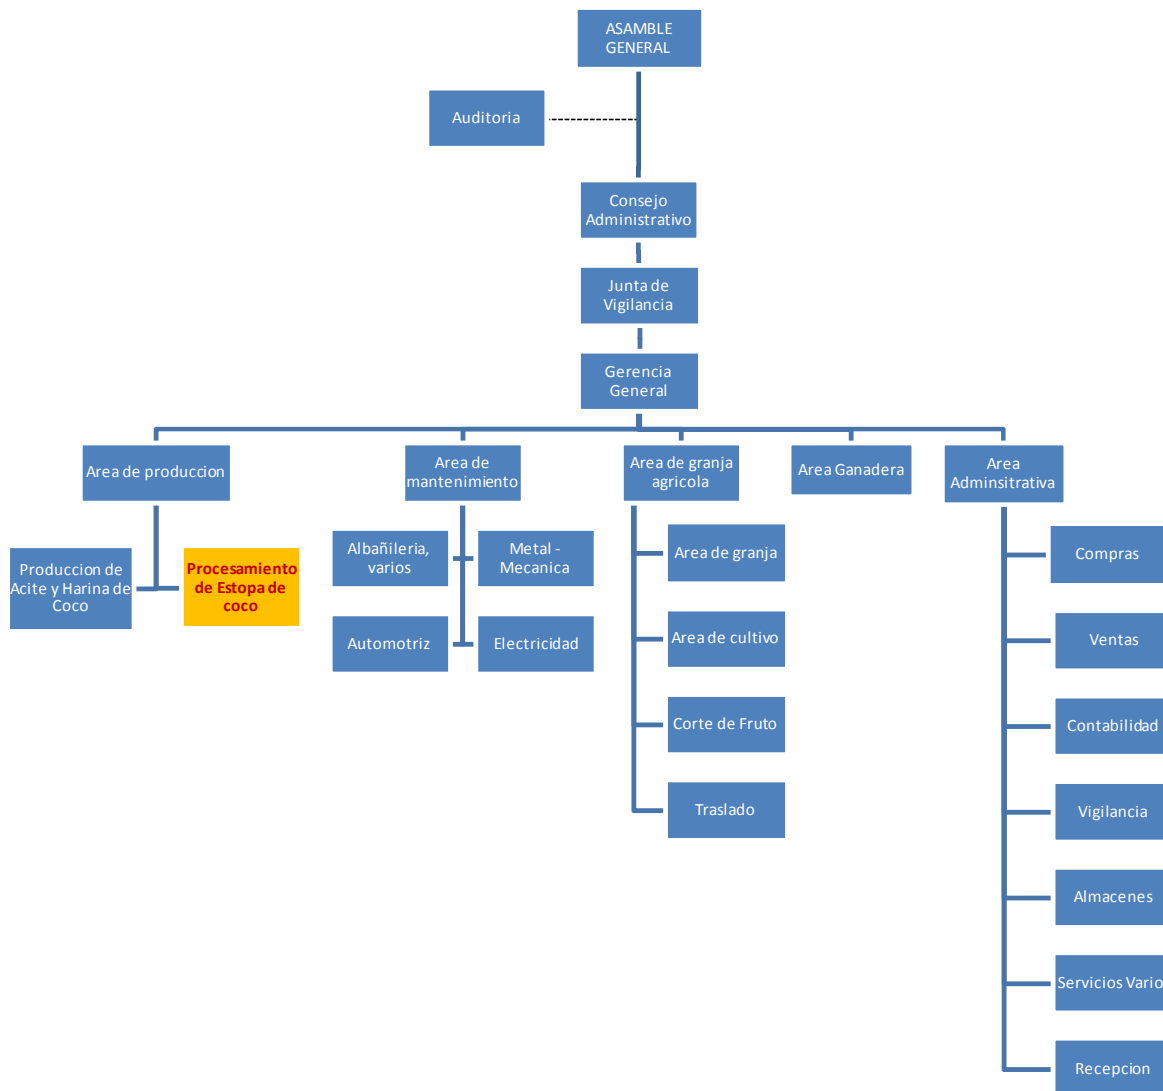 ASAMBLE
GENERAL
Auditoria
Consejo
Administrativo
Junta de
Vigilancia
Gerencia
General
Area de produccion
Area de
mantenimiento
Area de granja
agricola
Area Ganadera
Area
Adminsitrativa
Produccion de
Acite y Harina de
Coco
Procesamiento
de Estopa de
coco
Albañileria,
varios
Metal -
Mecanica
Automotriz
Electricidad
Area de granja
Area de cultivo
Corte de Fruto
Traslado
Compras
Ventas
Contabilidad
Vigilancia
Almacenes
Servicios Vario
Recepcion